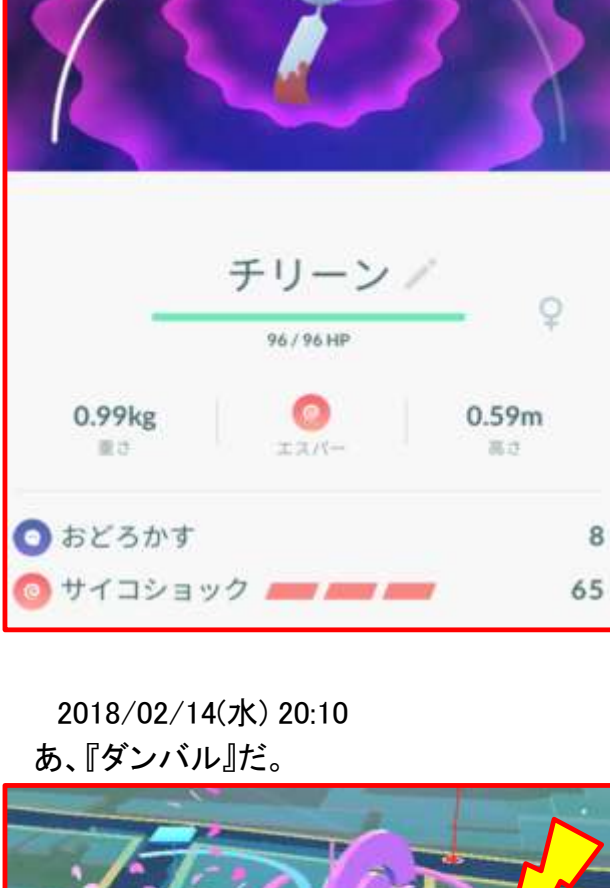 チリーン
96 / 96 HP
0.99kg
エスパー
0.59m
重さ
高さ
おどろかす 8
サイコショック 65
2018/02/14(水) 20:10
あ、『ダンバル』だ。